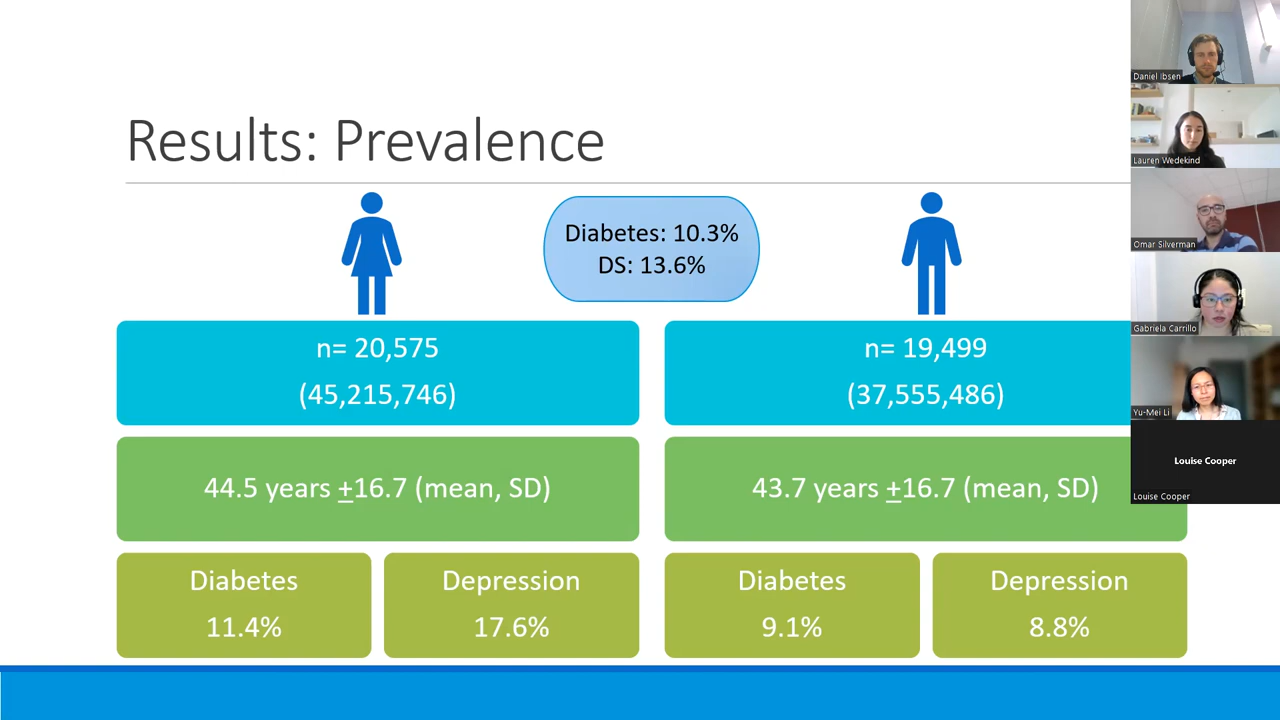 Results: Prevalence
Diabetes: 10.3%
DS: 13.6%
n= 20,575
(45,215,746)
n= 19,499
(37,555,486)
44.5 years ±16.7 (mean, SD)
43.7 years ±16.7 (mean, SD)
Diabetes
11.4%
Depression
17.6%
Diabetes
9.1%
Depression
8.8%
Daniel Ibsen
Lauren Wedekind
Omar Silverman
Gabriela Carrillo
Yu-Mei Li
Louise Cooper
Louise Cooper